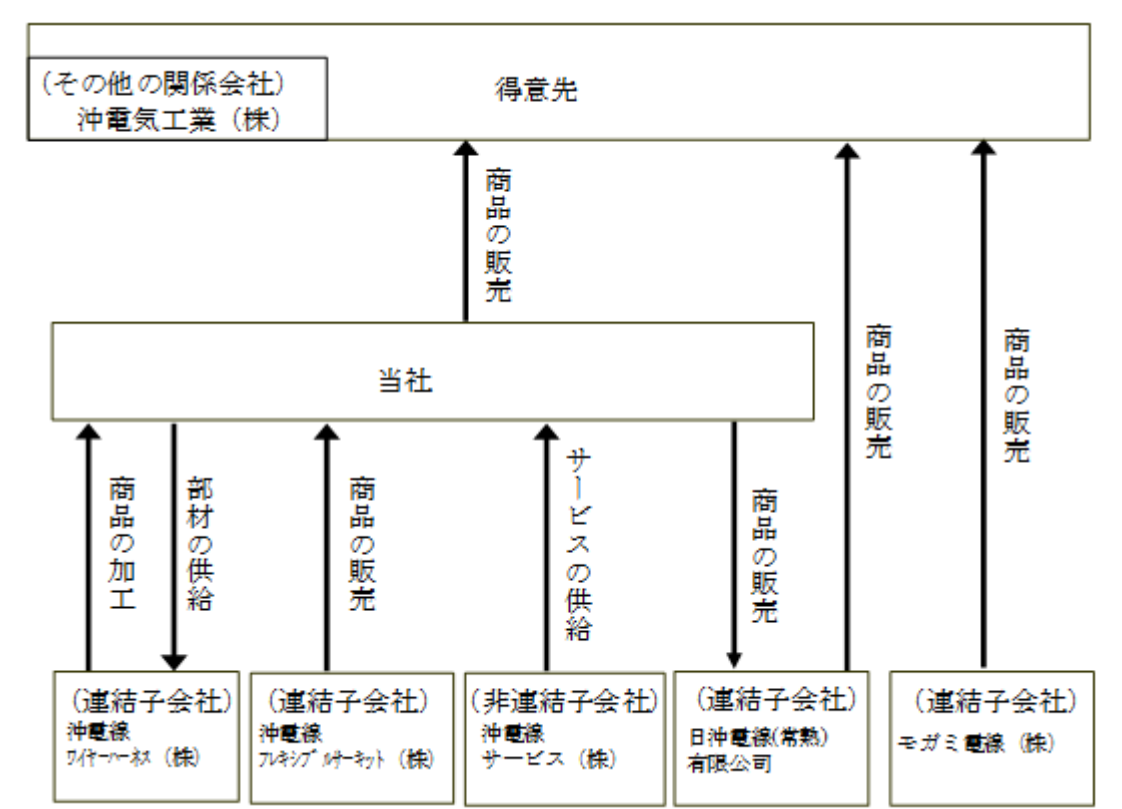 (その他の関係会社)
沖電気工業（株）
得意先
商品の販売
商品の販売
商品の販売
当社
商品の加工
部材の供給
商品の販売
サービスの供給
商品の販売
(連結子会社)
沖電線
ﾜｲﾔｰﾊｰﾈｽ（株）
(連結子会社)
沖電線
ﾌﾚｷｼﾌﾞﾙｻｰｷｯﾄ（株）
(非連結子会社)
沖電線
サービス（株）
(連結子会社)
日沖電線(常熟)
有限公司
(連結子会社)
モガミ電線（株）